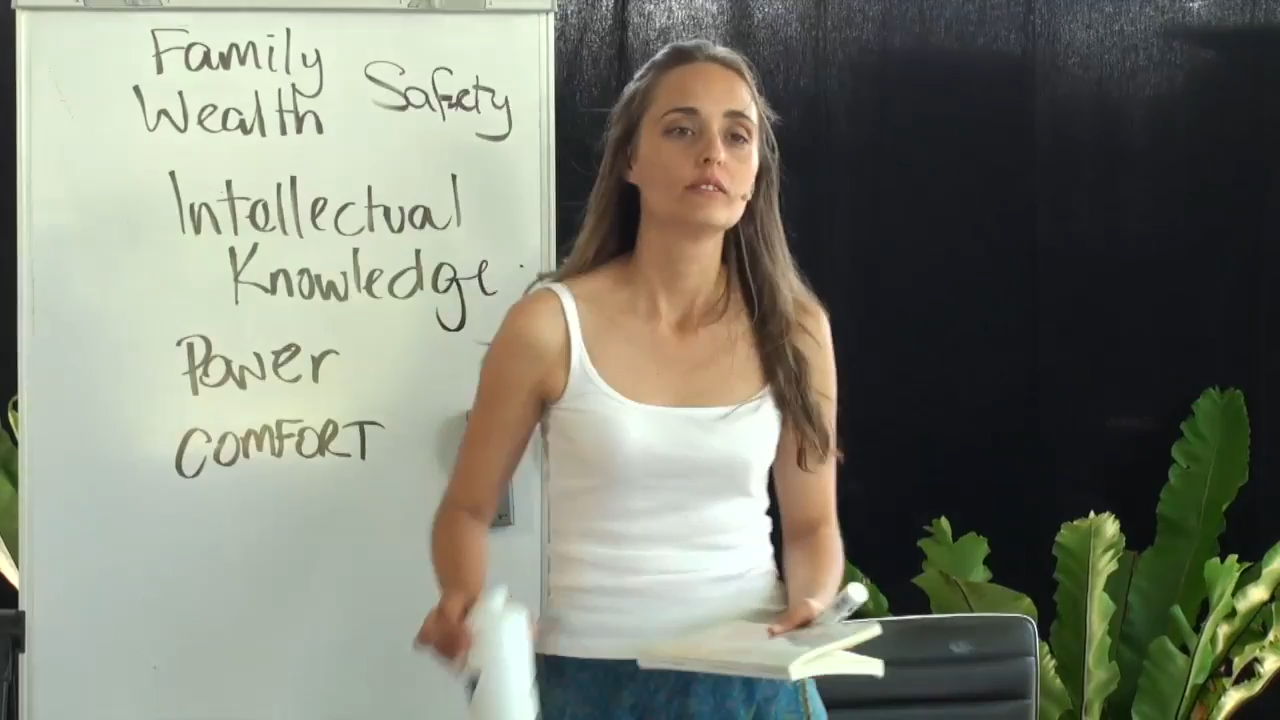 Family
Wealth Safety
Intellectual
Knowledge
Power
COMFORT